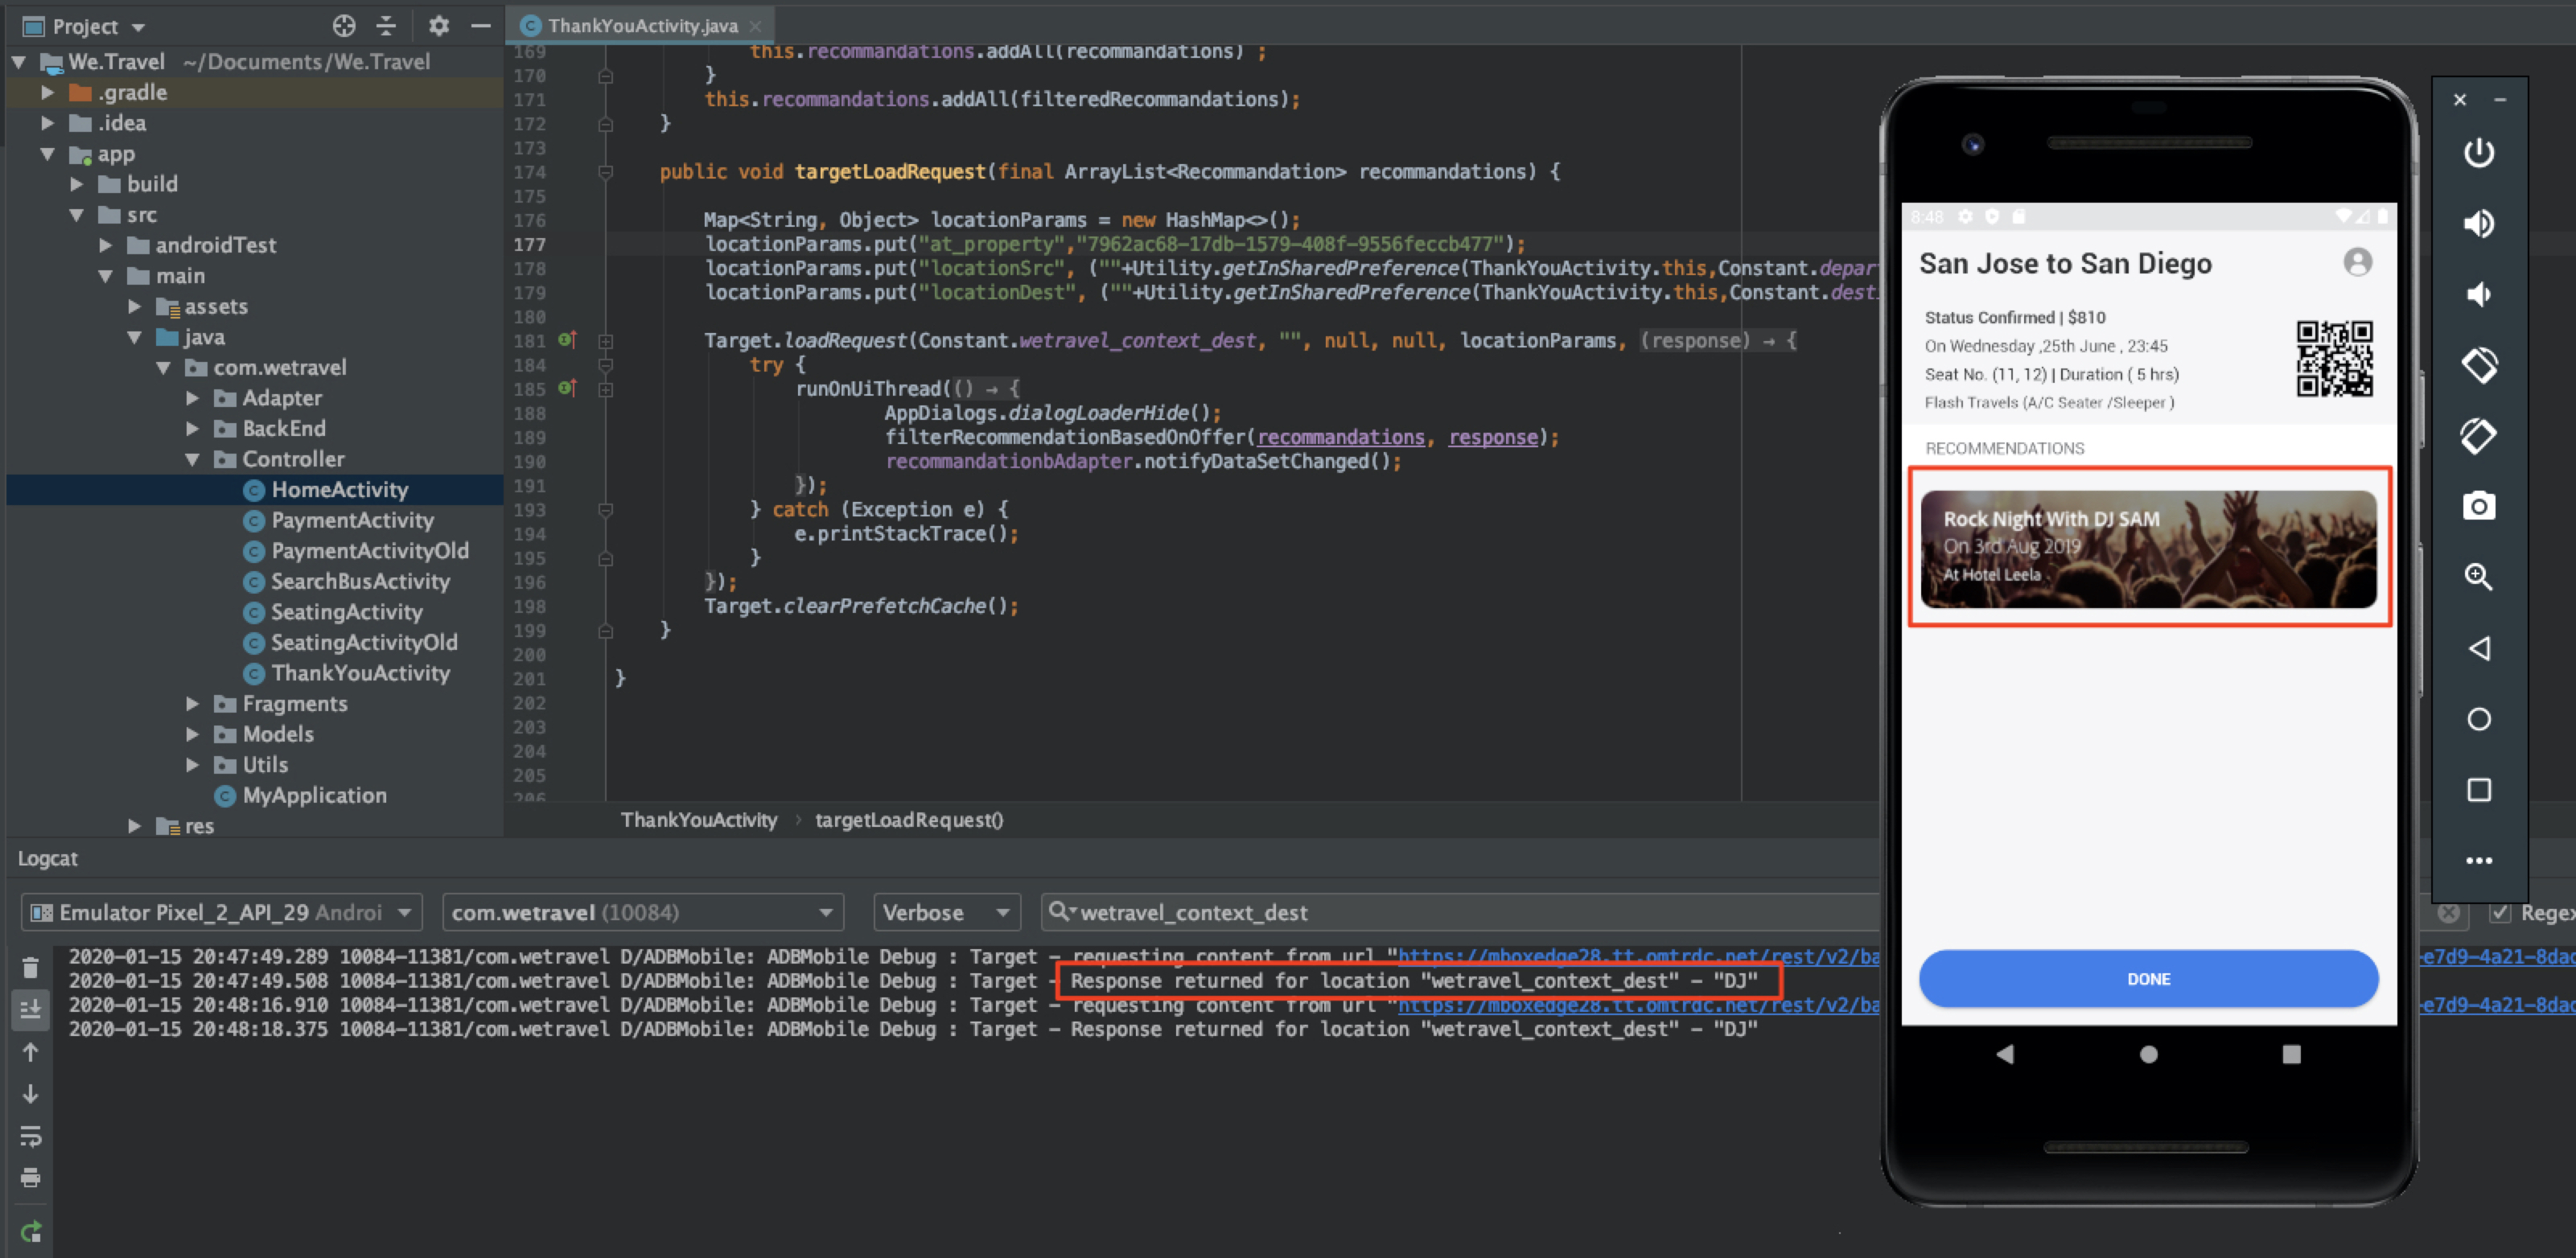 Project
We.Travel ~/Documents/We.Travel
.gradle
.idea
app
build
src
androidTest
main
assets
java
com.wetravel
Adapter
BackEnd
Controller
HomeActivity
PaymentActivity
PaymentActivityOld
SearchBusActivity
SeatingActivity
SeatingActivityOld
ThankYouActivity
Fragments
Models
Utils
MyApplication
res
ThankYouActivity.java
169 this.recommandations.addAll(recommandations) ;
170 }
171 this.recommandations.addAll(filteredRecommandations);
172 }
173
174 public void targetLoadRequest(final ArrayList<Recommandation> recommandations) {
175
176 Map<String, Object> locationParams = new HashMap<>();
177 locationParams.put("at_property","7962ac68-17db-1579-408f-9556feccb477");
178 locationParams.put("locationSrc", (""+Utility.getInSharedPreference(ThankYouActivity.this,Constant.depar
179 locationParams.put("locationDest", (""+Utility.getInSharedPreference(ThankYouActivity.this,Constant.dest
180
181 Target.loadRequest(Constant.wetravel_context_dest, "", null, null, locationParams, (response) → {
184 try {
185 runOnUiThread(() → {
188 AppDialogs.dialogLoaderHide();
189 filterRecommendationBasedOnOffer(recommandations, response);
190 recommandationbAdapter.notifyDataSetChanged();
191 });
193 } catch (Exception e) {
194 e.printStackTrace();
195 }
196 });
198 Target.clearPrefetchCache();
199 }
200
201 }
202
203
204
205
206
ThankYouActivity › targetLoadRequest()
8:48
San Jose to San Diego
Status Confirmed | $810
On Wednesday ,25th June , 23:45
Seat No. (11, 12) | Duration ( 5 hrs)
Flash Travels (A/C Seater /Sleeper )
RECOMMENDATIONS
Rock Night With DJ SAM
On 3rd Aug 2019
At Hotel Leela
DONE
Logcat
Emulator Pixel_2_API_29 Androi
com.wetravel (10084)
Verbose
wetravel_context_dest
Regex
2020-01-15 20:47:49.289 10084-11381/com.wetravel D/ADBMobile: ADBMobile Debug : Target – requesting content from url "https://mboxedge28.tt.omtrdc.net/rest/v2/ba e7d9-4a21-8dad
2020-01-15 20:47:49.508 10084-11381/com.wetravel D/ADBMobile: ADBMobile Debug : Target – Response returned for location "wetravel_context_dest" – "DJ"
2020-01-15 20:48:16.910 10084-11381/com.wetravel D/ADBMobile: ADBMobile Debug : Target – requesting content from url "https://mboxedge28.tt.omtrdc.net/rest/v2/ba e7d9-4a21-8dad
2020-01-15 20:48:18.375 10084-11381/com.wetravel D/ADBMobile: ADBMobile Debug : Target – Response returned for location "wetravel_context_dest" – "DJ"